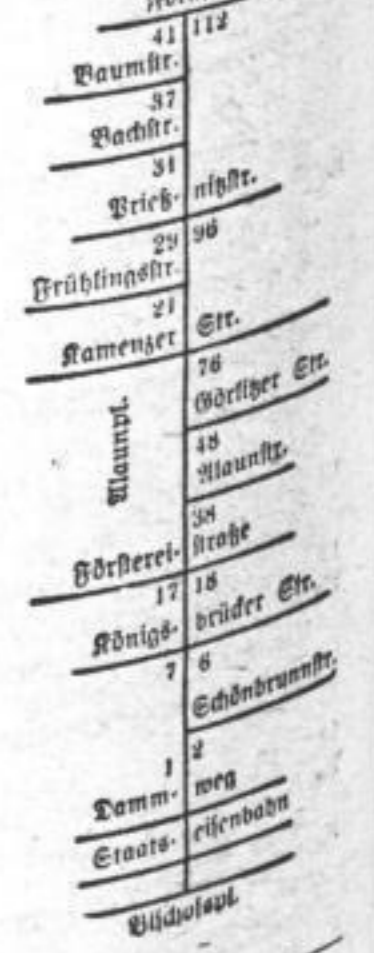 41 112
Baumstr.
37
Bachstr.
31
Prieß- nitzstr.
29 96
Frühlingsstr.
21
Kamenzer Str.
76
Görlitzer Str.
Alaunpl.
48
Alaunstr.
38
Försterei- straße
17 18
Königs- brücker Str.
7 6
Schönbrunnstr.
1 2
Damm- weg
Staats- eisenbahn
Bischofspl.